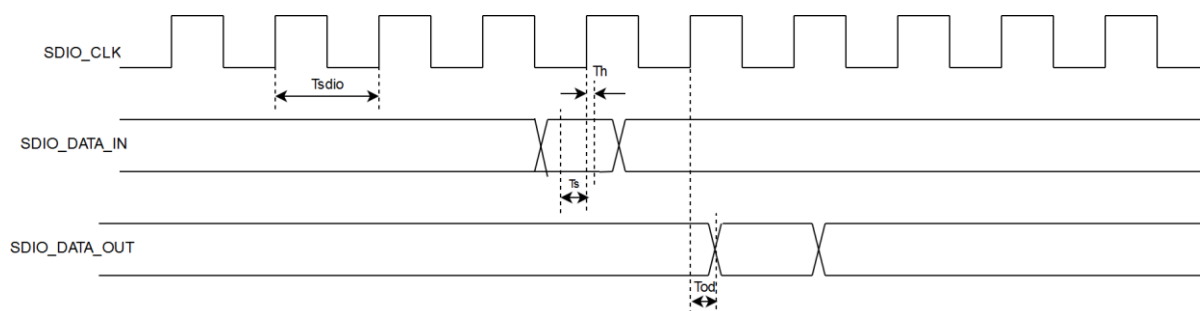 SDIO_CLK
Th
Tsdio
SDIO_DATA_IN
Ts
SDIO_DATA_OUT
Tod